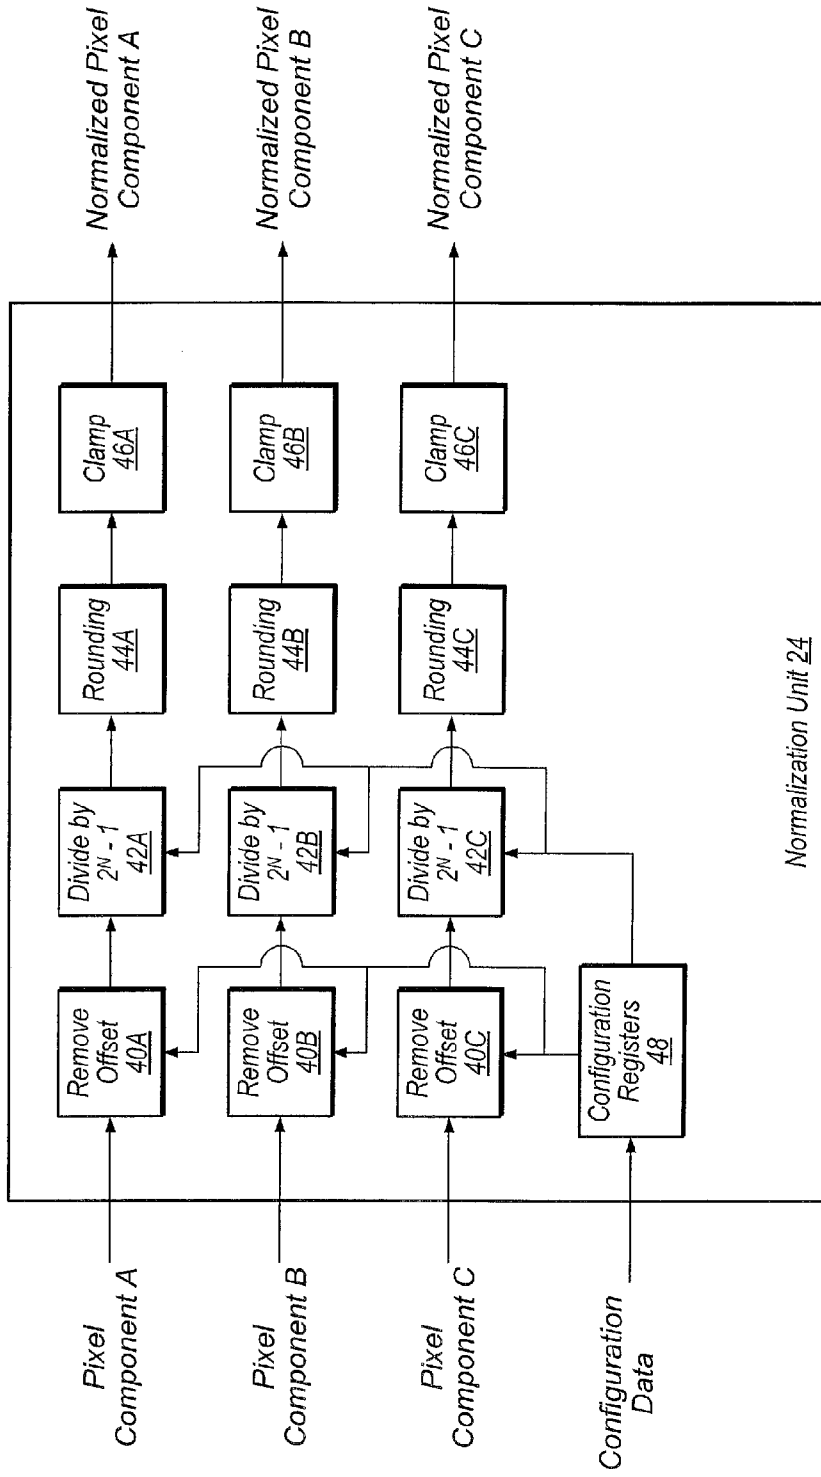 Pixel
Component A
Remove
Offset
40A
Divide by
2ᴺ - 1
42A
Rounding
44A
Clamp
46A
Normalized Pixel
Component A
Pixel
Component B
Remove
Offset
40B
Divide by
2ᴺ - 1
42B
Rounding
44B
Clamp
46B
Normalized Pixel
Component B
Pixel
Component C
Remove
Offset
40C
Divide by
2ᴺ - 1
42C
Rounding
44C
Clamp
46C
Normalized Pixel
Component C
Configuration
Data
Configuration
Registers
48
Normalization Unit 24